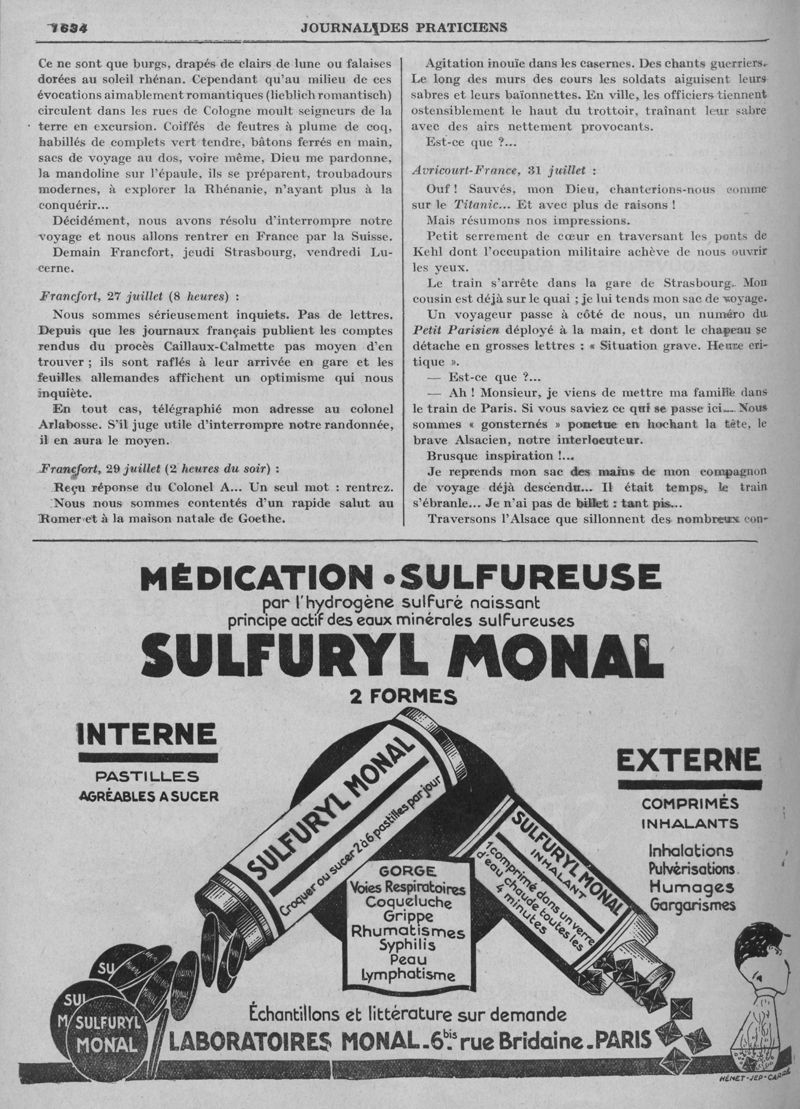 1634
JOURNAL DES PRATICIENS
Ce ne sont que burgs, drapés de clairs de lune ou falaises
dorées au soleil rhénan. Cependant qu'au milieu de ces
évocations aimablement romantiques (lieblich romantisch)
circulent dans les rues de Cologne moult seigneurs de la
terre en excursion. Coiffés de feutres à plume de coq,
habillés de complets vert tendre, bâtons ferrés en main,
sacs de voyage au dos, voire même, Dieu me pardonne,
la mandoline sur l'épaule, ils se préparent, troubadours
modernes, à explorer la Rhénanie, n'ayant plus à la
conquérir...
Décidément, nous avons résolu d'interrompre notre
voyage et nous allons rentrer en France par la Suisse.
Demain Francfort, jeudi Strasbourg, vendredi Lu-
cerne.
Francfort, 27 juillet (8 heures) :
Nous sommes sérieusement inquiets. Pas de lettres.
Depuis que les journaux français publient les comptes
rendus du procès Caillaux-Calmette pas moyen d'en
trouver ; ils sont raflés à leur arrivée en gare et les
feuilles allemandes affichent un optimisme qui nous
inquiète.
En tout cas, télégraphié mon adresse au colonel
Arlabosse. S'il juge utile d'interrompre notre randonnée,
il en aura le moyen.
Francfort, 29 juillet (2 heures du soir) :
Reçu réponse du Colonel A... Un seul mot : rentrez.
Nous nous sommes contentés d'un rapide salut au
Romer et à la maison natale de Goethe.
Agitation inouïe dans les casernes. Des chants guerriers.
Le long des murs des cours les soldats aiguisent leurs
sabres et leurs baïonnettes. En ville, les officiers tiennent
ostensiblement le haut du trottoir, traînant leur sabre
avec des airs nettement provocants.
Est-ce que ?...
Avricourt-France, 31 juillet :
Ouf ! Sauvés, mon Dieu, chanterions-nous comme
sur le Titanic... Et avec plus de raisons !
Mais résumons nos impressions.
Petit serrement de cœur en traversant les ponts de
Kehl dont l'occupation militaire achève de nous ouvrir
les yeux.
Le train s'arrête dans la gare de Strasbourg. Mon
cousin est déjà sur le quai ; je lui tends mon sac de voyage.
Un voyageur passe à côté de nous, un numéro du
Petit Parisien déployé à la main, et dont le chapeau se
détache en grosses lettres : « Situation grave. Heure cri-
tique ».
— Est-ce que ?...
— Ah ! Monsieur, je viens de mettre ma famille dans
le train de Paris. Si vous saviez ce qui se passe ici... Nous
sommes « gonsternés » ponctue en hochant la tête, le
brave Alsacien, notre interlocuteur.
Brusque inspiration !...
Je reprends mon sac des mains de mon compagnon
de voyage déjà descendu... Il était temps, le train
s'ébranle... Je n'ai pas de billet : tant pis...
Traversons l'Alsace que sillonnent des nombreux con-
MÉDICATION SULFUREUSE
par l'hydrogène sulfuré naissant
principe actif des eaux minérales sulfureuses
SULFURYL MONAL
2 FORMES
INTERNE
PASTILLES
AGRÉABLES A SUCER
EXTERNE
COMPRIMÉS
INHALANTS
Inhalations
Pulvérisations
Humages
Gargarismes
SULFURYL MONAL
Croquer ou sucer 2 à 6 pastilles par jour
SULFURYL MONAL
INHALANT
1 comprimé dans un verre
d'eau chaude toutes les
4 minutes
GORGE
Voies Respiratoires
Coqueluche
Grippe
Rhumatismes
Syphilis
Peau
Lymphatisme
SU
SUL
M
SULFURYL
MONAL
Échantillons et littérature sur demande
LABORATOIRES MONAL_6bis rue Bridaine_PARIS
HÉMET-JEP-CARRÉ